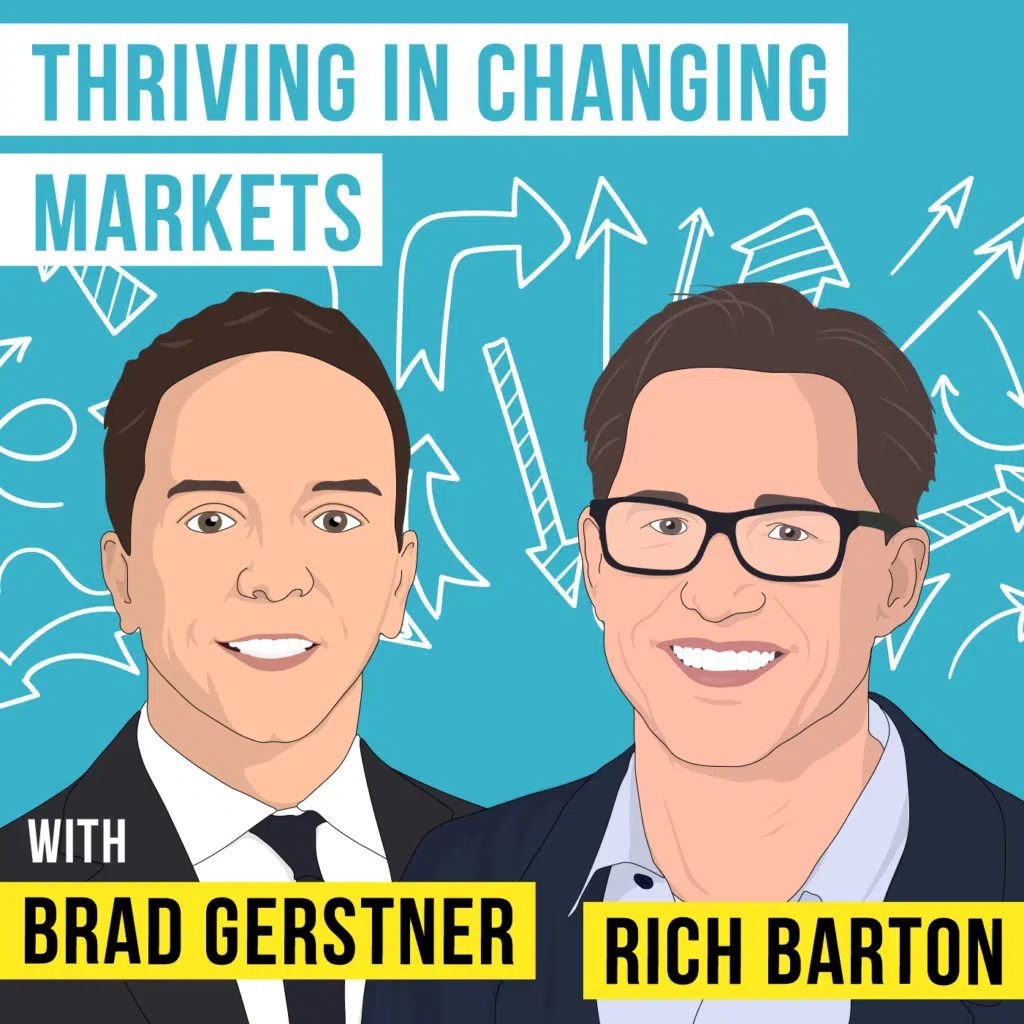 THRIVING IN CHANGING
MARKETS
WITH
BRAD GERSTNER
RICH BARTON